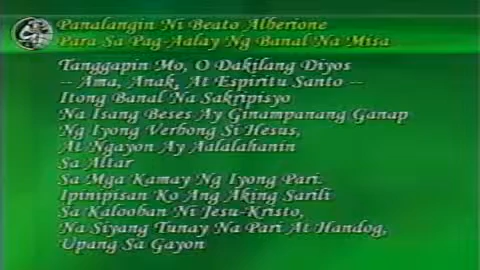 Panalangin Ni Beato Alberione
Para Sa Pag-Aalay Ng Banal Na Misa
Tanggapin Mo, O Dakilang Diyos
-- Ama, Anak, At Espiritu Santo --
Itong Banal Na Sakripisyo
Na Isang Beses Ay Ginampanang Ganap
Ng Iyong Verbong Si Hesus,
At Ngayon Ay Aalalahanin
Sa Altar
Sa Mga Kamay Ng Iyong Pari.
Ipinipisan Ko Ang Aking Sarili
Sa Kalooban Ni Jesu-Kristo,
Na Siyang Tunay Na Pari At Handog,
Upang Sa Gayon